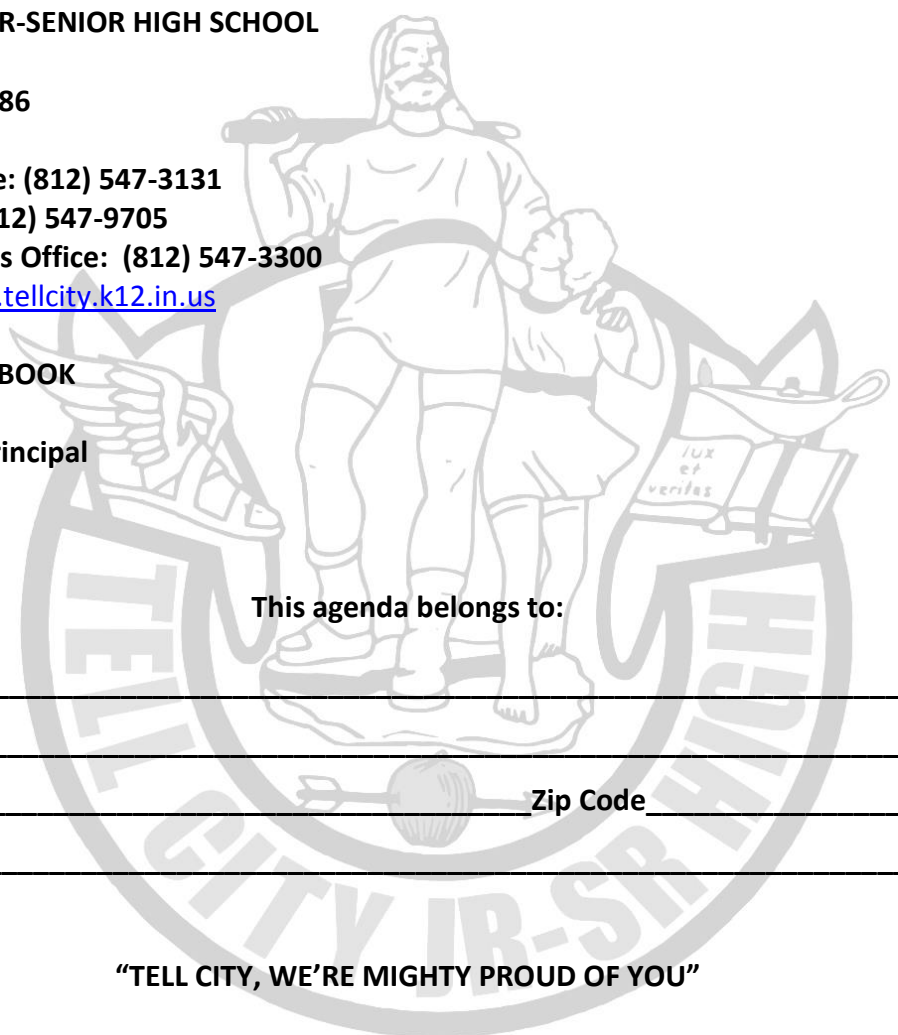 R-SENIOR HIGH SCHOOL
86
e: (812) 547-3131
12) 547-9705
s Office: (812) 547-3300
.tellcity.k12.in.us
BOOK
rincipal
lux
et
veritas
This agenda belongs to:
Zip Code
TELL CITY JR-SR HIGH
“TELL CITY, WE’RE MIGHTY PROUD OF YOU”